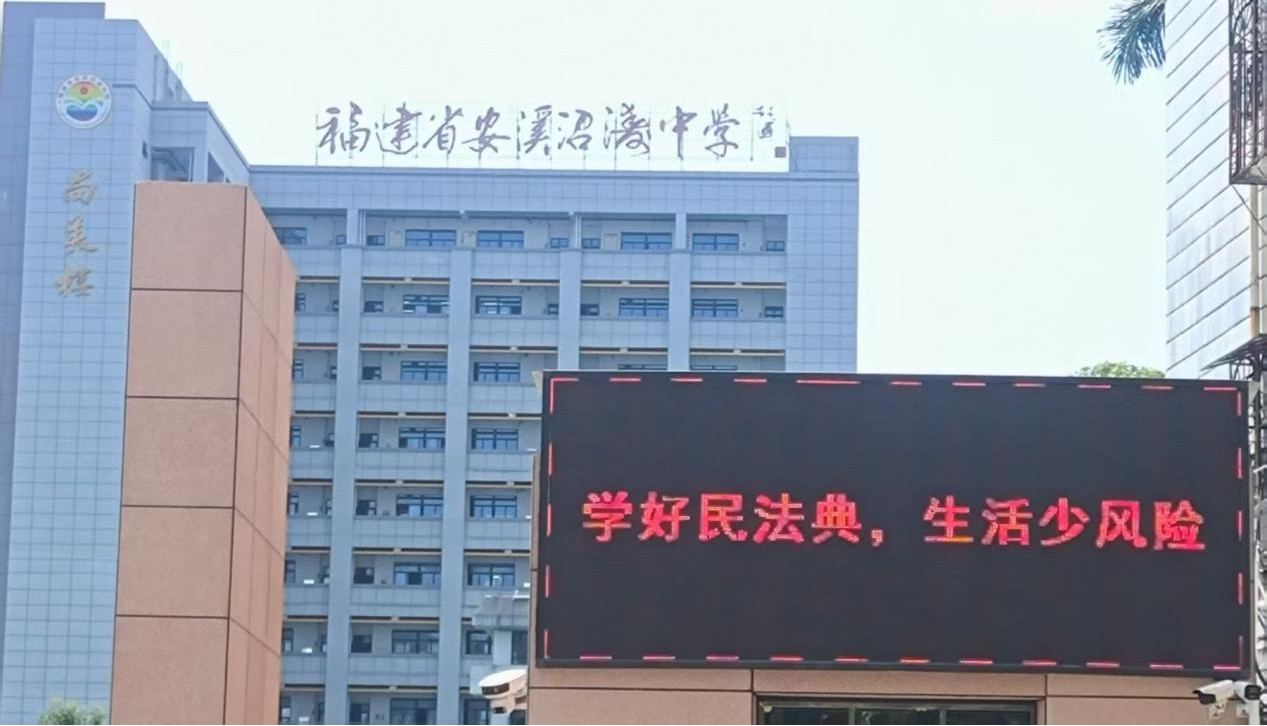 福建省安溪沼涛中学
尚美楼
学好民法典，生活少风险